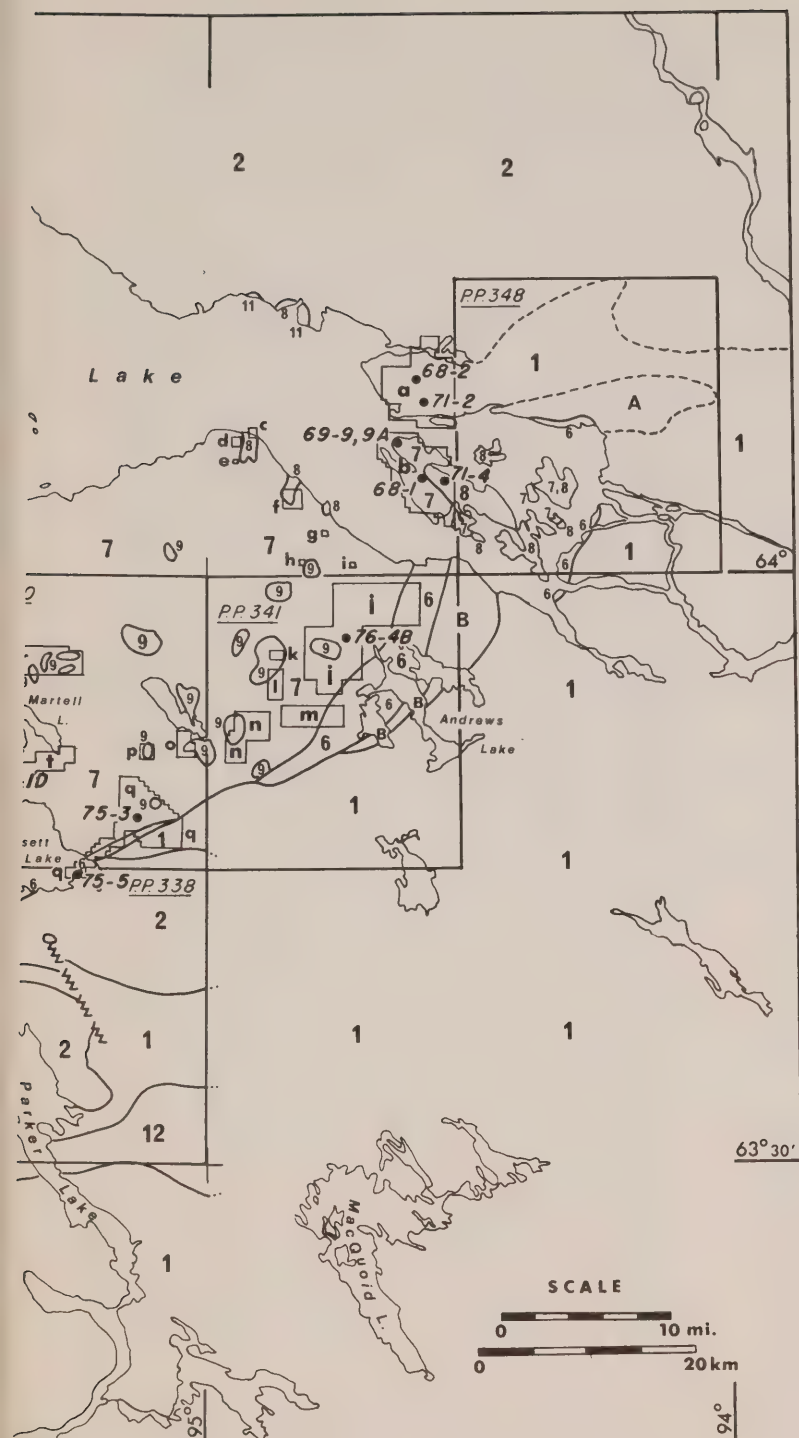 2 2
P.P. 348
11 8 11
1
Lake
68-2
a
71-2
A
c
d 8
e
69-9, 9A
7
b
6
1
8
68-1
71-4
7
8
7,8
7
f
8
7
8
8
6
g
7 9 7
h 9 i
1
6
64°
6
P.P. 341
9
j 6
B
9 9
76-4B
k
9 j
6
9
l 7
1
Martell
L.
9
m
6
B
Andrews
Lake
9
n
n
6
B
p 9
o 9
t
1D
7
q
9
75-3
1 q
9
1
sett
Lake
6
q
75-5 P.P. 338
6
1
2
1 1
2 1
12
Parker
Lake
63°30'
MacQuoid L.
1
SCALE
0 10 mi.
0 20 km
95° 94°